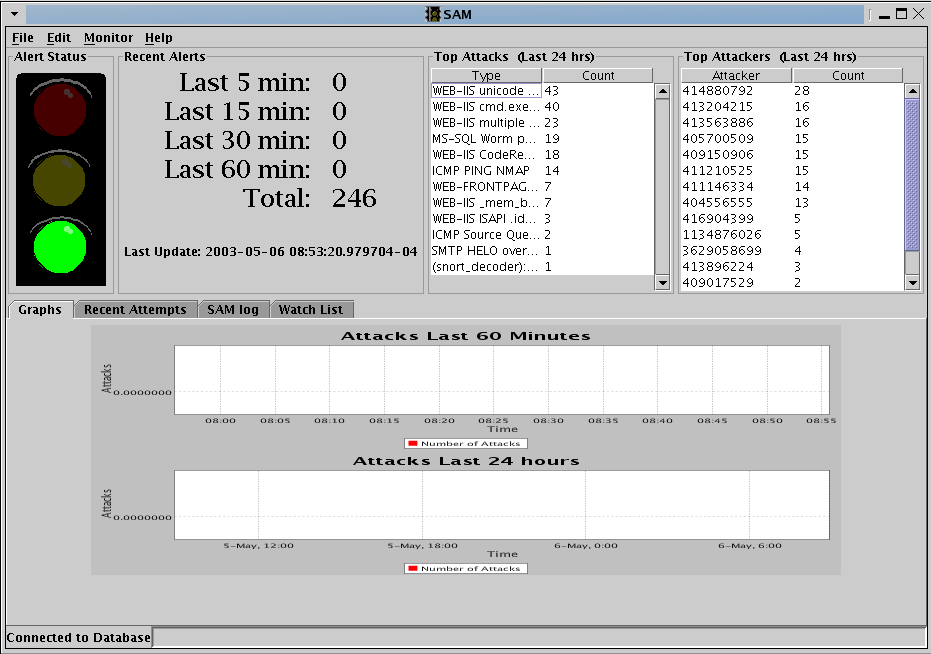 SAM
File Edit Monitor Help
Alert Status
Recent Alerts
Last 5 min: 0
Last 15 min: 0
Last 30 min: 0
Last 60 min: 0
Total: 246
Last Update: 2003-05-06 08:53:20.979704-04
Top Attacks (Last 24 hrs)
Type Count
WEB-IIS unicode ... 43
WEB-IIS cmd.exe... 40
WEB-IIS multiple ... 23
MS-SQL Worm p... 19
WEB-IIS CodeRe... 18
ICMP PING NMAP 14
WEB-FRONTPAG... 7
WEB-IIS _mem_b... 7
WEB-IIS ISAPI .id... 3
ICMP Source Que... 2
SMTP HELO over... 1
(snort_decoder):... 1
Top Attackers (Last 24 hrs)
Attacker Count
414880792 28
413204215 16
413563886 16
405700509 15
409150906 15
411210525 15
411146334 14
404556555 13
416904399 5
1134876026 5
3629058699 4
413896224 3
409017529 2
Graphs Recent Attempts SAM log Watch List
Attacks Last 60 Minutes
Attacks
0.0000000
08:00 08:05 08:10 08:15 08:20 08:25 08:30 08:35 08:40 08:45 08:50 08:55
Time
Number of Attacks
Attacks Last 24 hours
Attacks
0.0000000
5-May, 12:00 5-May, 18:00 6-May, 0:00 6-May, 6:00
Time
Number of Attacks
Connected to Database